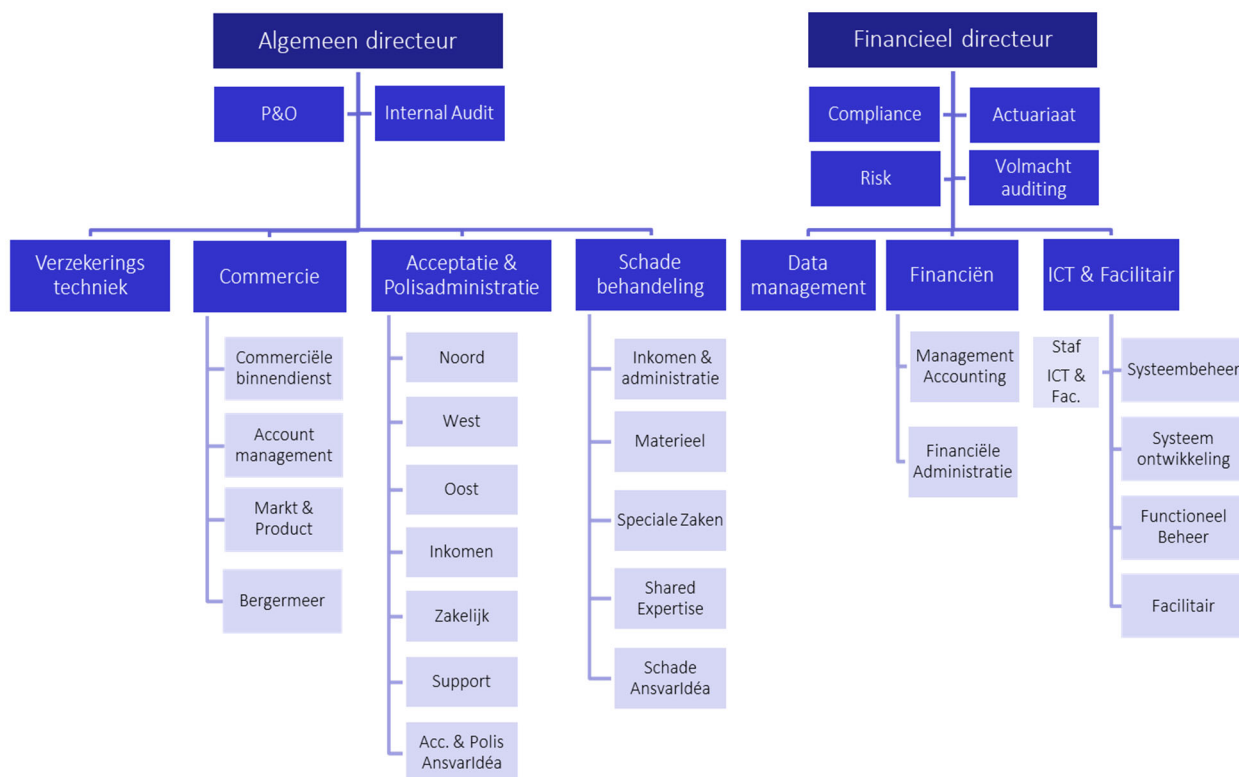 Algemeen directeur
P&O
Internal Audit
Verzekerings
techniek
Commercie
Commerciële
binnendienst
Account
management
Markt &
Product
Bergermeer
Acceptatie &
Polisadministratie
Noord
West
Oost
Inkomen
Zakelijk
Support
Acc. & Polis
AnsvarIdéa
Schade
behandeling
Inkomen &
administratie
Materieel
Speciale Zaken
Shared
Expertise
Schade
AnsvarIdéa
Financieel directeur
Compliance
Actuariaat
Risk
Volmacht
auditing
Data
management
Financiën
Management
Accounting
Financiële
Administratie
ICT & Facilitair
Staf
ICT &
Fac.
Systeembeheer
Systeem
ontwikkeling
Functioneel
Beheer
Facilitair